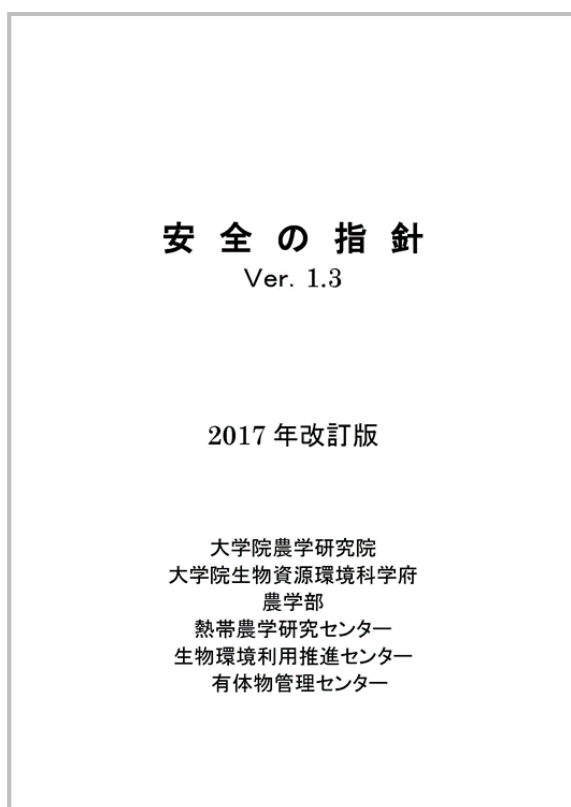 安全の指針
Ver. 1.3
2017 年改訂版
大学院農学研究院
大学院生物資源環境科学府
農学部
熱帯農学研究センター
生物環境利用推進センター
有体物管理センター